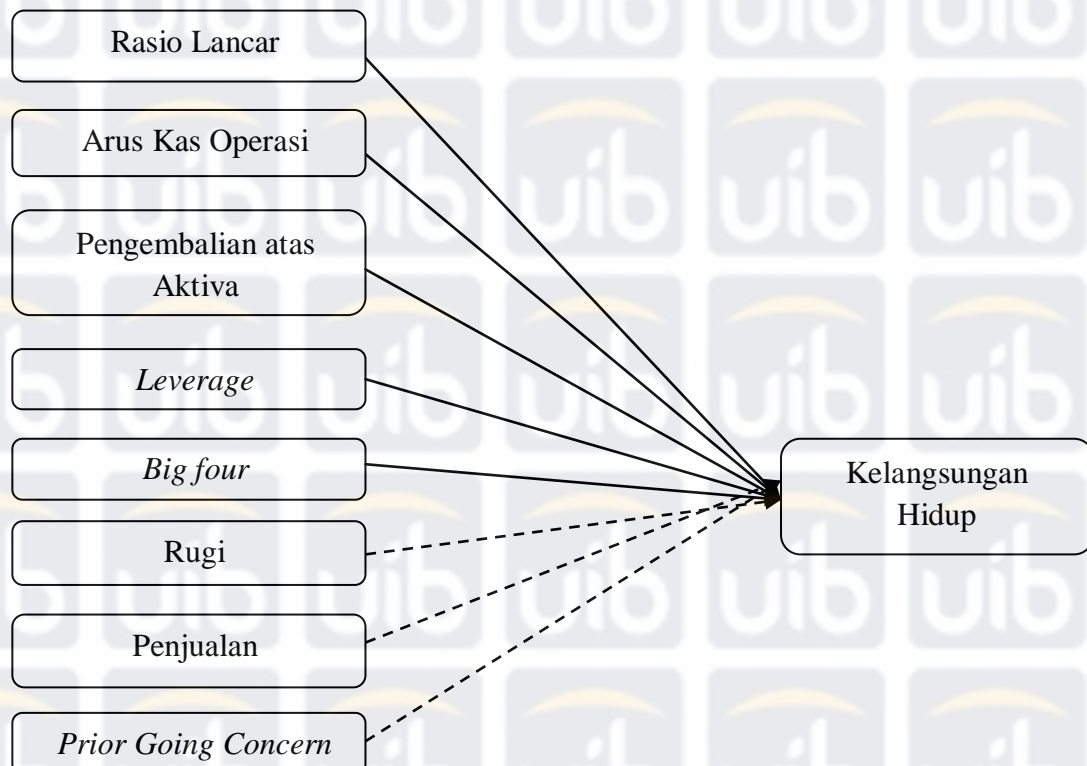 Rasio Lancar
Arus Kas Operasi
Pengembalian atas
Aktiva
Leverage
Big four
Rugi
Penjualan
Prior Going Concern
Kelangsungan
Hidup